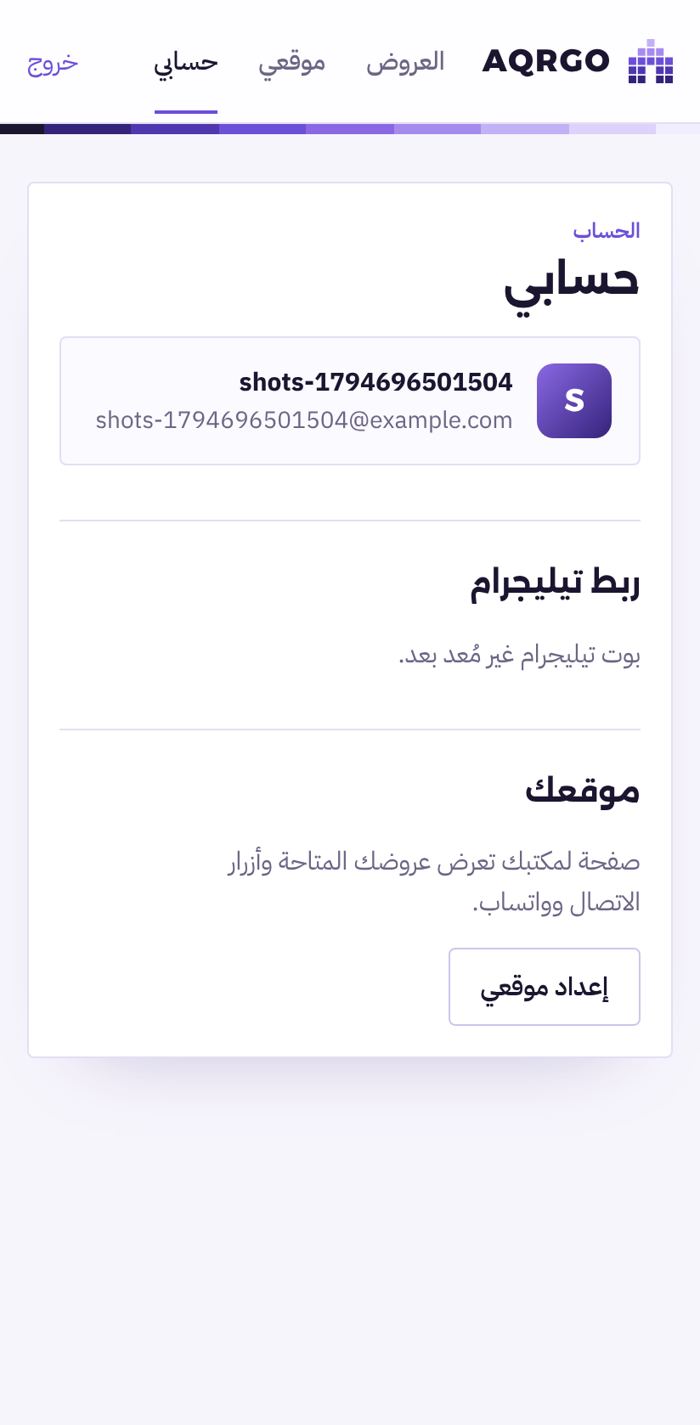 AQRGO
العروض
موقعي
حسابي
خروج
الحساب
حسابي
S
shots-1794696501504
shots-1794696501504@example.com
ربط تيليجرام
بوت تيليجرام غير مُعد بعد.
موقعك
صفحة لمكتبك تعرض عروضك المتاحة وأزرار
الاتصال وواتساب.
إعداد موقعي